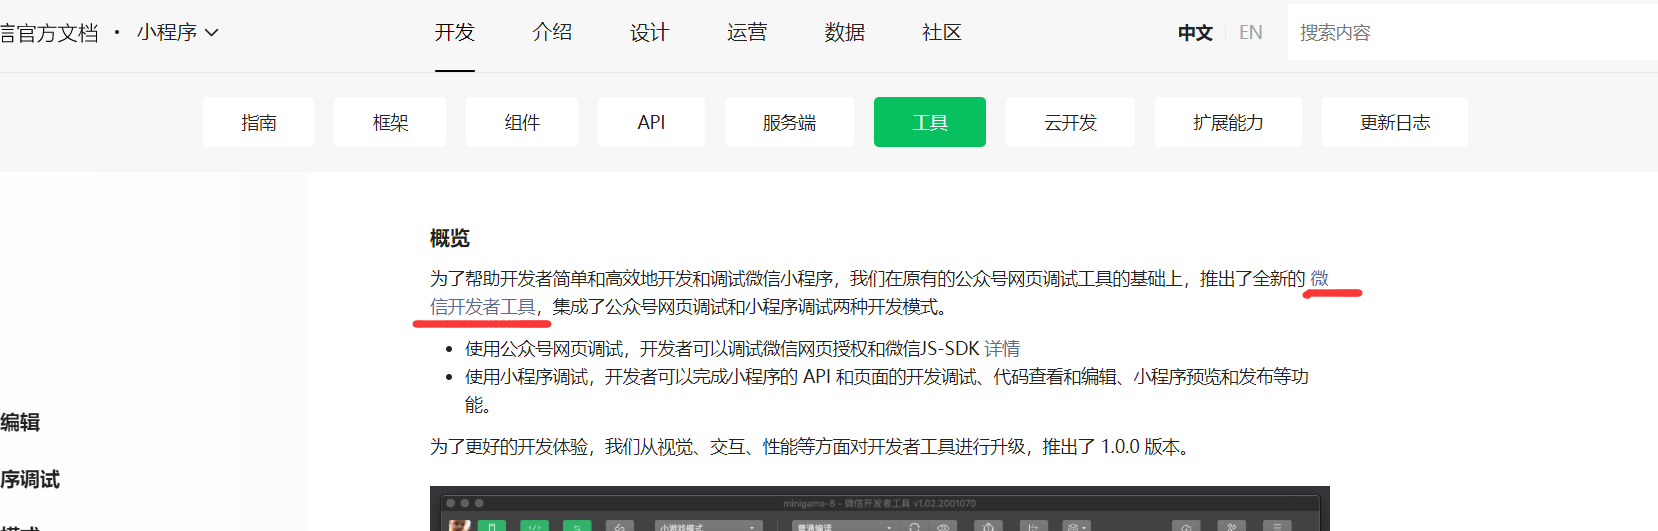 信官方文档 · 小程序
开发 介绍 设计 运营 数据 社区
中文 EN 搜索内容
指南 框架 组件 API 服务端 工具 云开发 扩展能力 更新日志
概览
为了帮助开发者简单和高效地开发和调试微信小程序，我们在原有的公众号网页调试工具的基础上，推出了全新的 微
信开发者工具，集成了公众号网页调试和小程序调试两种开发模式。
• 使用公众号网页调试，开发者可以调试微信网页授权和微信JS-SDK 详情
• 使用小程序调试，开发者可以完成小程序的 API 和页面的开发调试、代码查看和编辑、小程序预览和发布等功
能。
编辑
为了更好的开发体验，我们从视觉、交互、性能等方面对开发者工具进行升级，推出了 1.0.0 版本。
序调试
minigame-8 - 微信开发者工具 v1.02.2001070
小游戏模式 普通编译